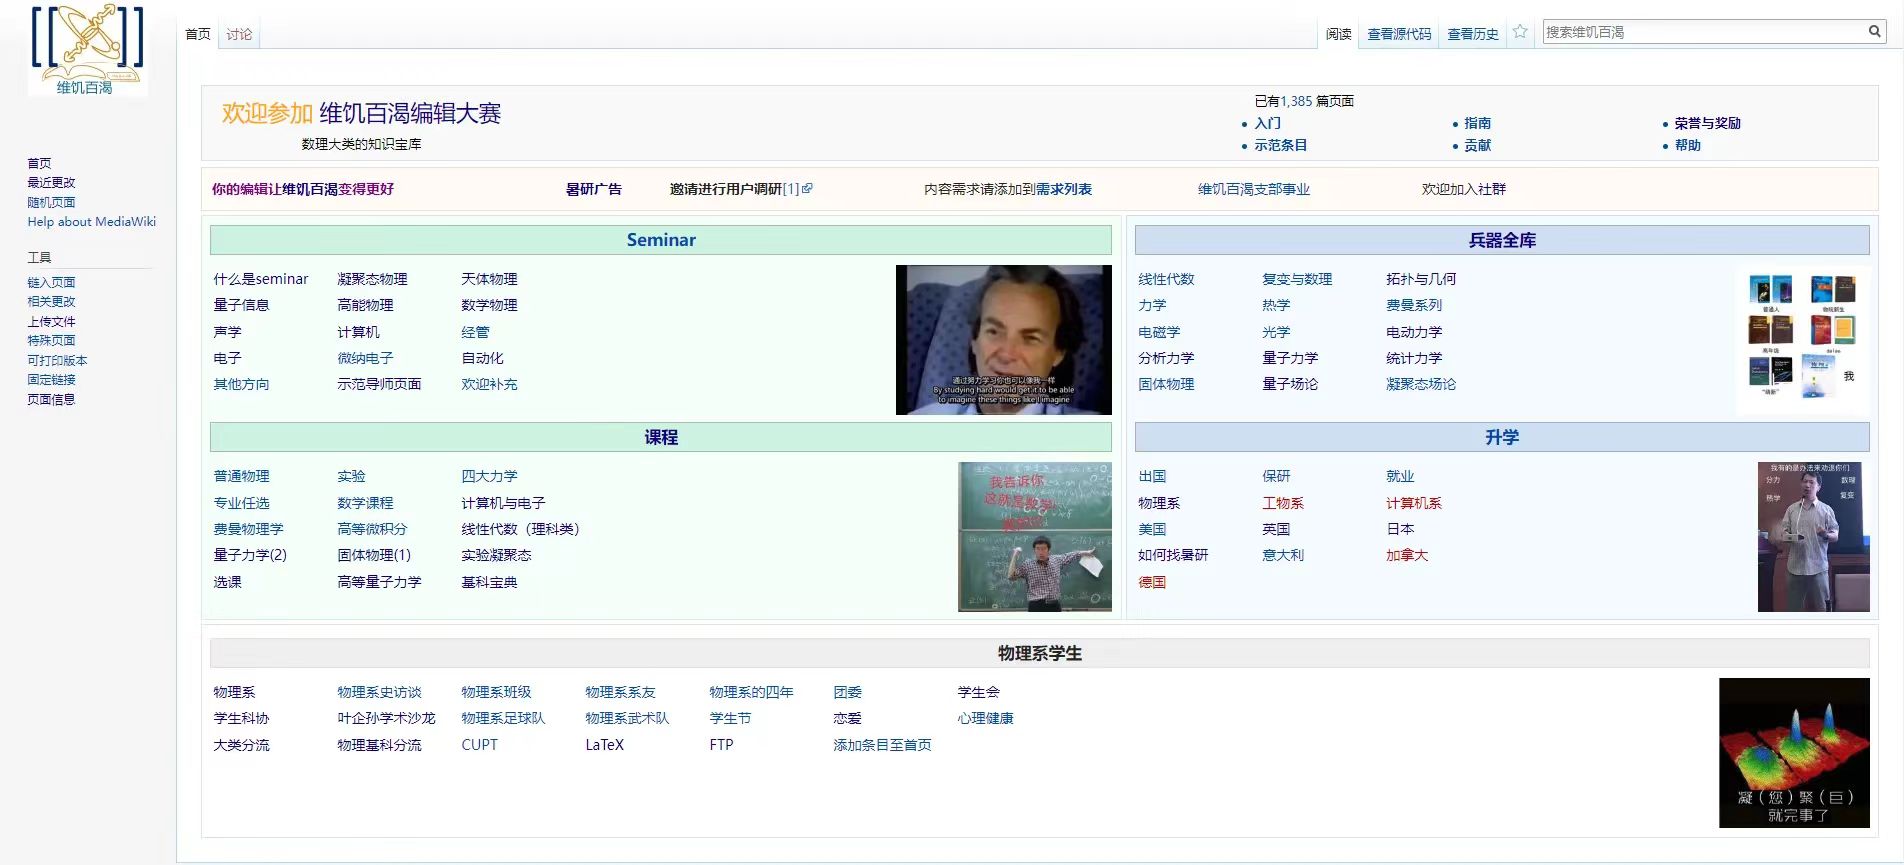 维饥百渴
首页 讨论
阅读 查看源代码 查看历史 搜索维饥百渴
首页
最近更改
随机页面
Help about MediaWiki
工具
链入页面
相关更改
上传文件
特殊页面
可打印版本
固定链接
页面信息
欢迎参加 维饥百渴编辑大赛
数理大类的知识宝库
已有1,385 篇页面
入门 指南 荣誉与奖励
示范条目 贡献 帮助
你的编辑让维饥百渴变得更好 暑研广告 邀请进行用户调研[1] 内容需求请添加到需求列表 维饥百渴支部事业 欢迎加入社群
Seminar
什么是seminar 凝聚态物理 天体物理
量子信息 高能物理 数学物理
声学 计算机 经管
电子 微纳电子 自动化
其他方向 示范导师页面 欢迎补充
通过努力学习你也可以像我一样
By studying hard would get it to be able
to imagine these things like I imagine
兵器全库
线性代数 复变与数理 拓扑与几何
力学 热学 费曼系列
电磁学 光学 电动力学
分析力学 量子力学 统计力学
固体物理 量子场论 凝聚态场论
普通人
高年级
我
课程
普通物理 实验 四大力学
专业任选 数学课程 计算机与电子
费曼物理学 高等微积分 线性代数（理科类）
量子力学(2) 固体物理(1) 实验凝聚态
选课 高等量子力学 基科宝典
我告诉你
这就是数学
升学
出国 保研 就业
物理系 工物系 计算机系
美国 英国 日本
如何找暑研 意大利 加拿大
德国
我有的是办法来劝退你们
分力 数理
热学 复变
物理系学生
物理系 物理系史访谈 物理系班级 物理系系友 物理系的四年 团委 学生会
学生科协 叶企孙学术沙龙 物理系足球队 物理系武术队 学生节 恋爱 心理健康
大类分流 物理基科分流 CUPT LaTeX FTP 添加条目至首页
凝（您）聚（巨）
就完事了